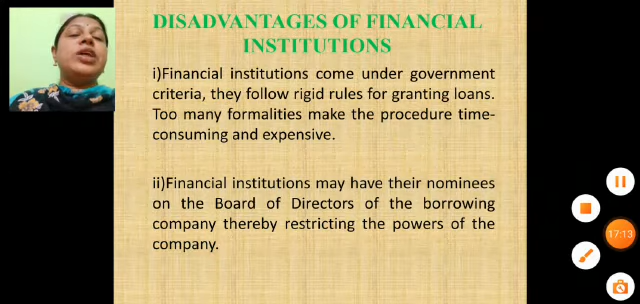 DISADVANTAGES OF FINANCIAL
INSTITUTIONS
i)Financial institutions come under government
criteria, they follow rigid rules for granting loans.
Too many formalities make the procedure time-
consuming and expensive.
ii)Financial institutions may have their nominees
on the Board of Directors of the borrowing
company thereby restricting the powers of the
company.
17:13